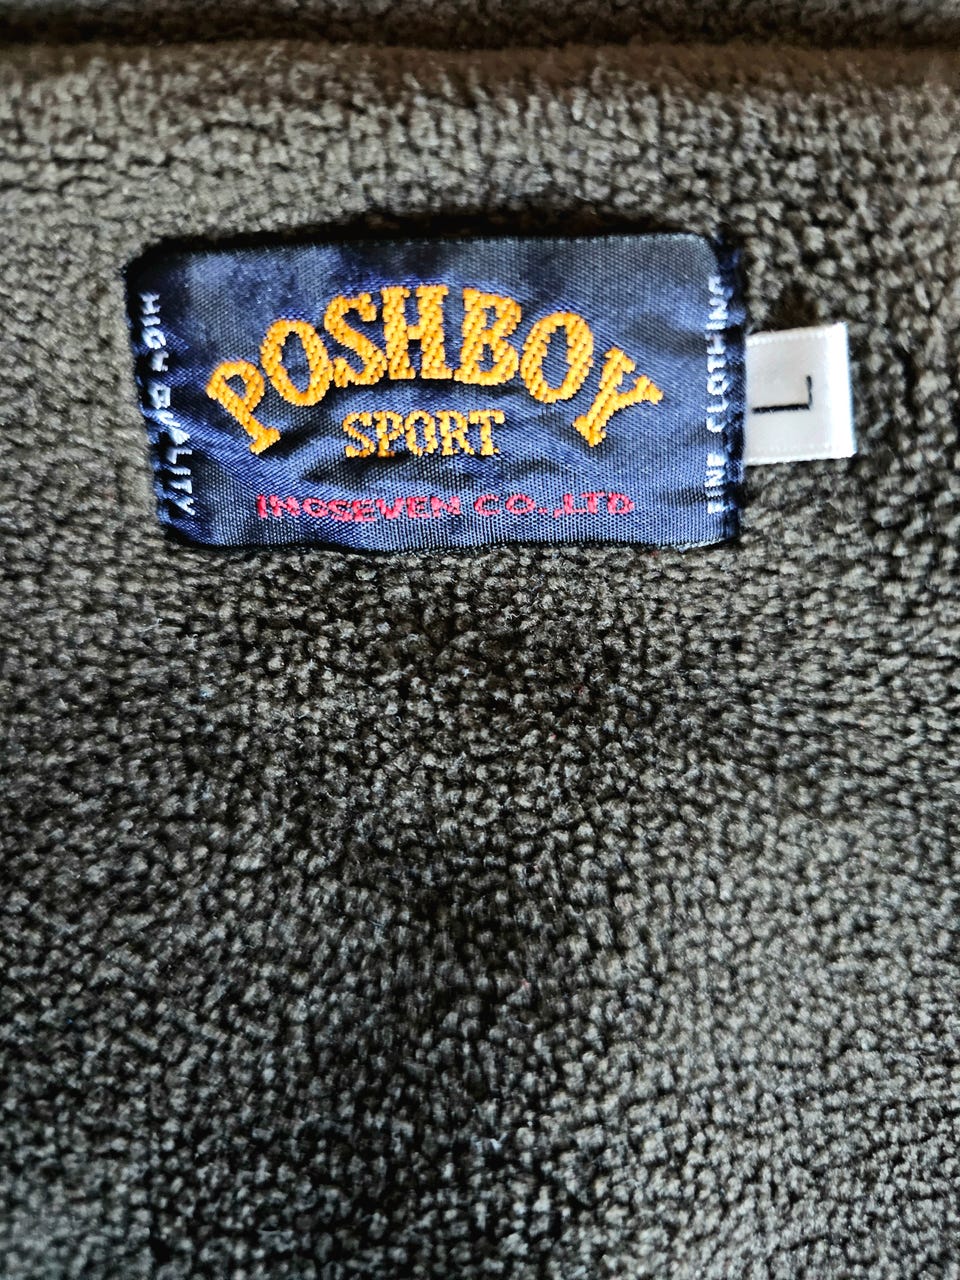 POSHBOY
SPORT
INOSEVEN CO.,LTD
HIGH QUALITY
FINE CLOTHING
L